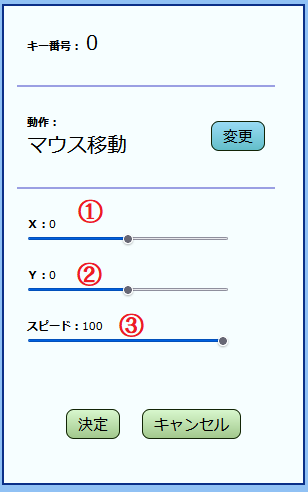 キー番号： 0
動作：
マウス移動
変更
①
X：0
②
Y：0
スピード：100 ③
決定 キャンセル